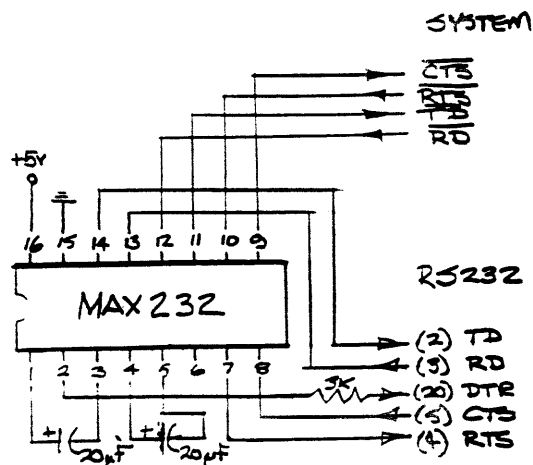 SYSTEM
CTS
RTS
TD
RD
+5V
16 15 14 13 12 11 10 9
MAX232
RS232
1 2 3 4 5 6 7 8
(2) TD
(3) RD
3K
(20) DTR
(5) CTS
(4) RTS
+ 20µF + 20µF